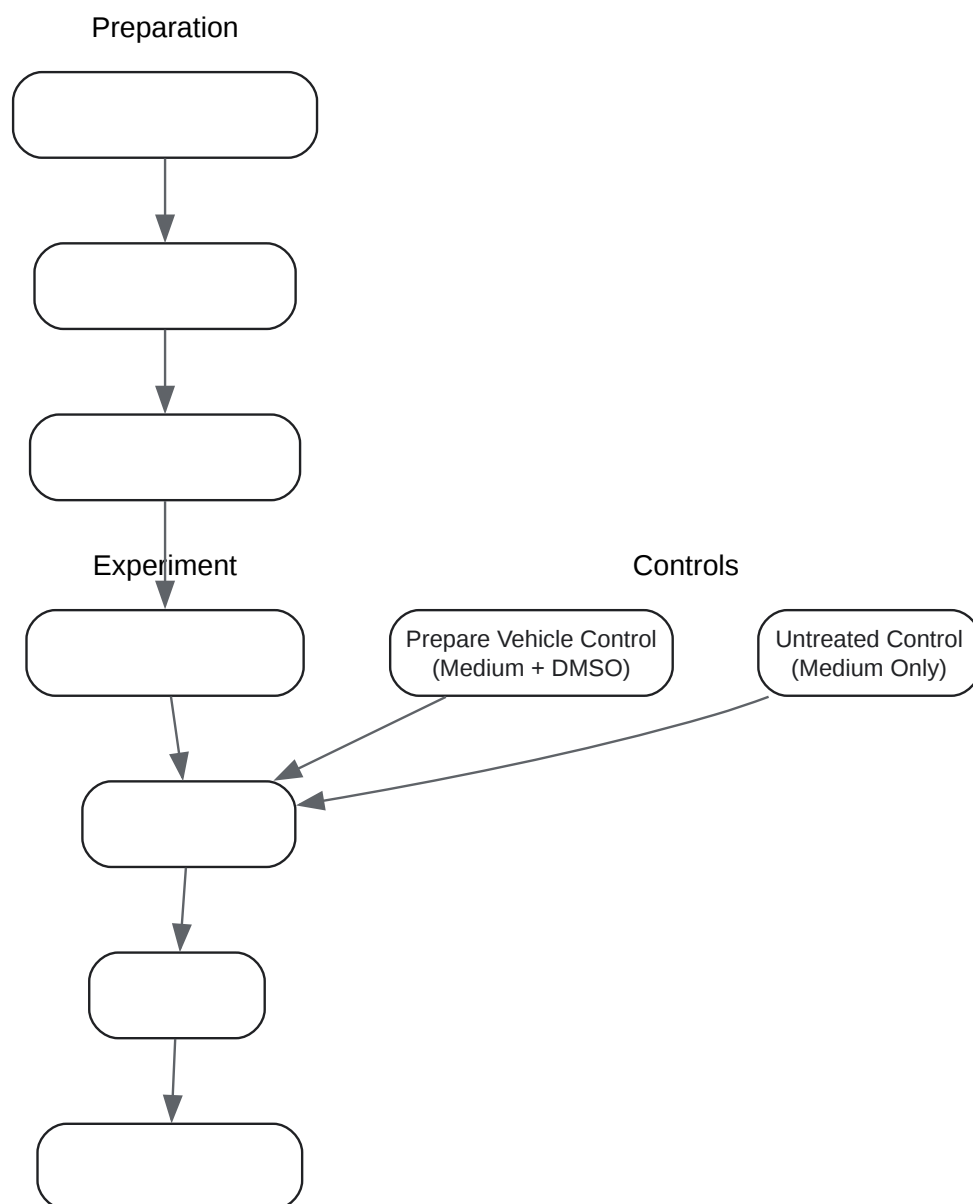 Preparation
Experiment
Controls
Prepare Vehicle Control
(Medium + DMSO)
Untreated Control
(Medium Only)